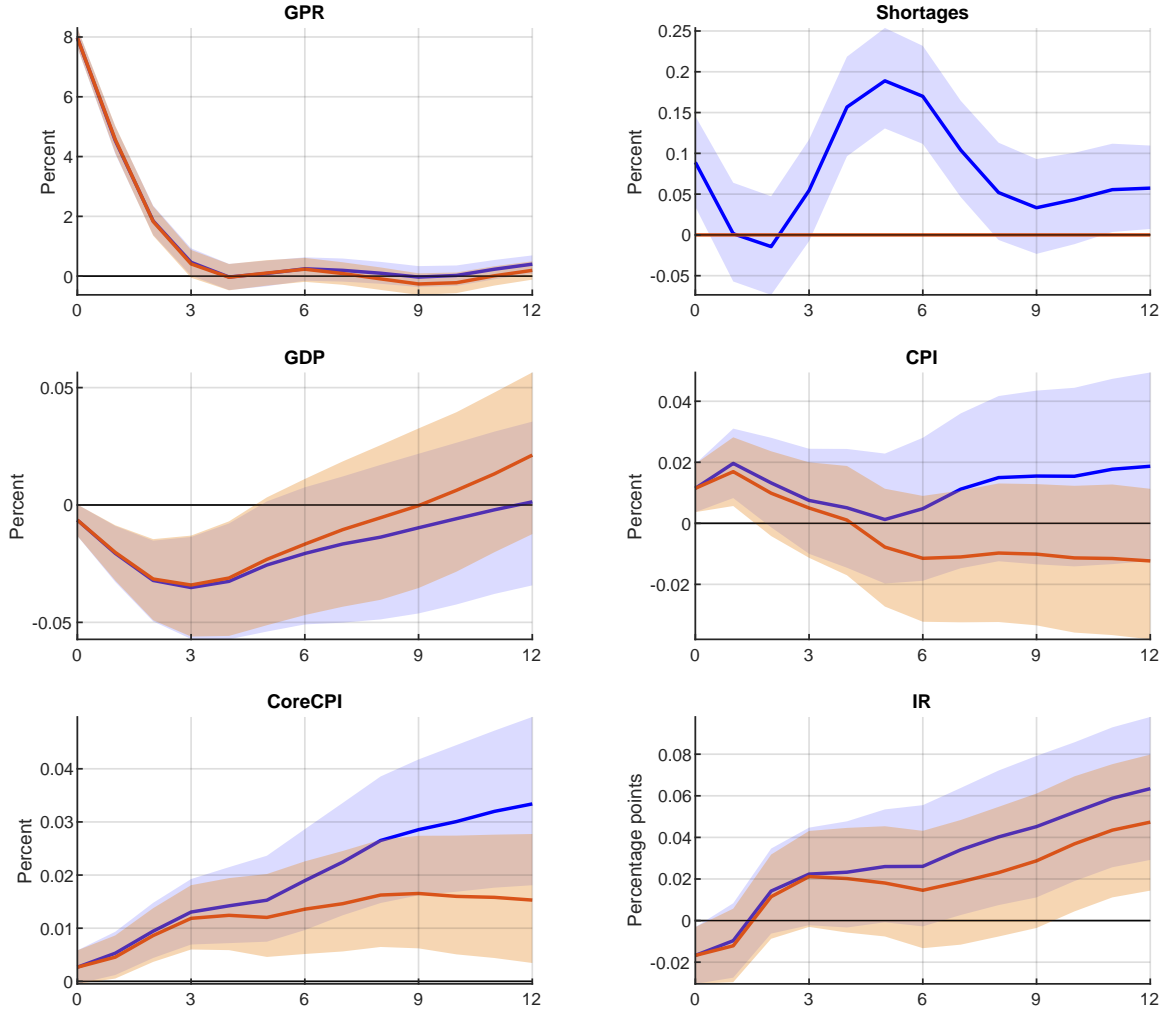 GPR
Percent
8
6
4
2
0
0 3 6 9 12
Shortages
Percent
0.25
0.2
0.15
0.1
0.05
0
-0.05
0 3 6 9 12
GDP
Percent
0.05
0
-0.05
0 3 6 9 12
CPI
Percent
0.04
0.02
0
-0.02
0 3 6 9 12
CoreCPI
Percent
0.04
0.03
0.02
0.01
0
0 3 6 9 12
IR
Percentage points
0.08
0.06
0.04
0.02
0
-0.02
0 3 6 9 12